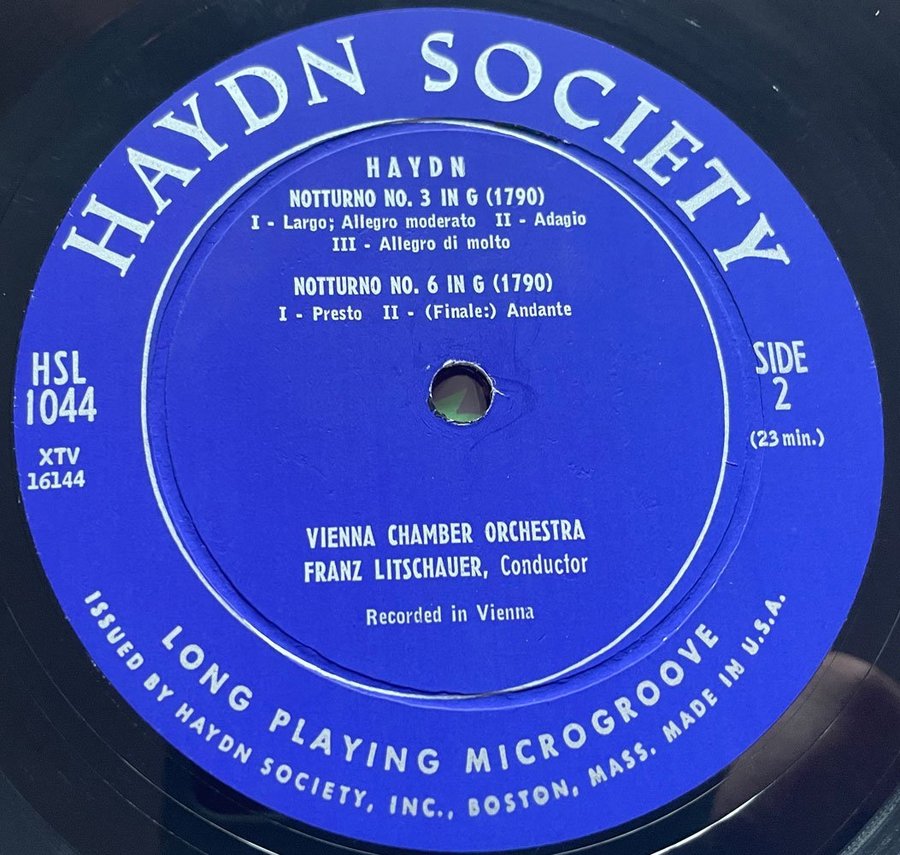 HAYDN SOCIETY
HAYDN
NOTTURNO NO. 3 IN G (1790)
I - Largo; Allegro moderato II - Adagio
III - Allegro di molto
NOTTURNO NO. 6 IN G (1790)
I - Presto II - (Finale:) Andante
HSL
1044
XTV
16144
SIDE
2
(23 min.)
VIENNA CHAMBER ORCHESTRA
FRANZ LITSCHAUER, Conductor
Recorded in Vienna
LONG PLAYING MICROGROOVE
ISSUED BY HAYDN SOCIETY, INC., BOSTON, MASS. MADE IN U.S.A.